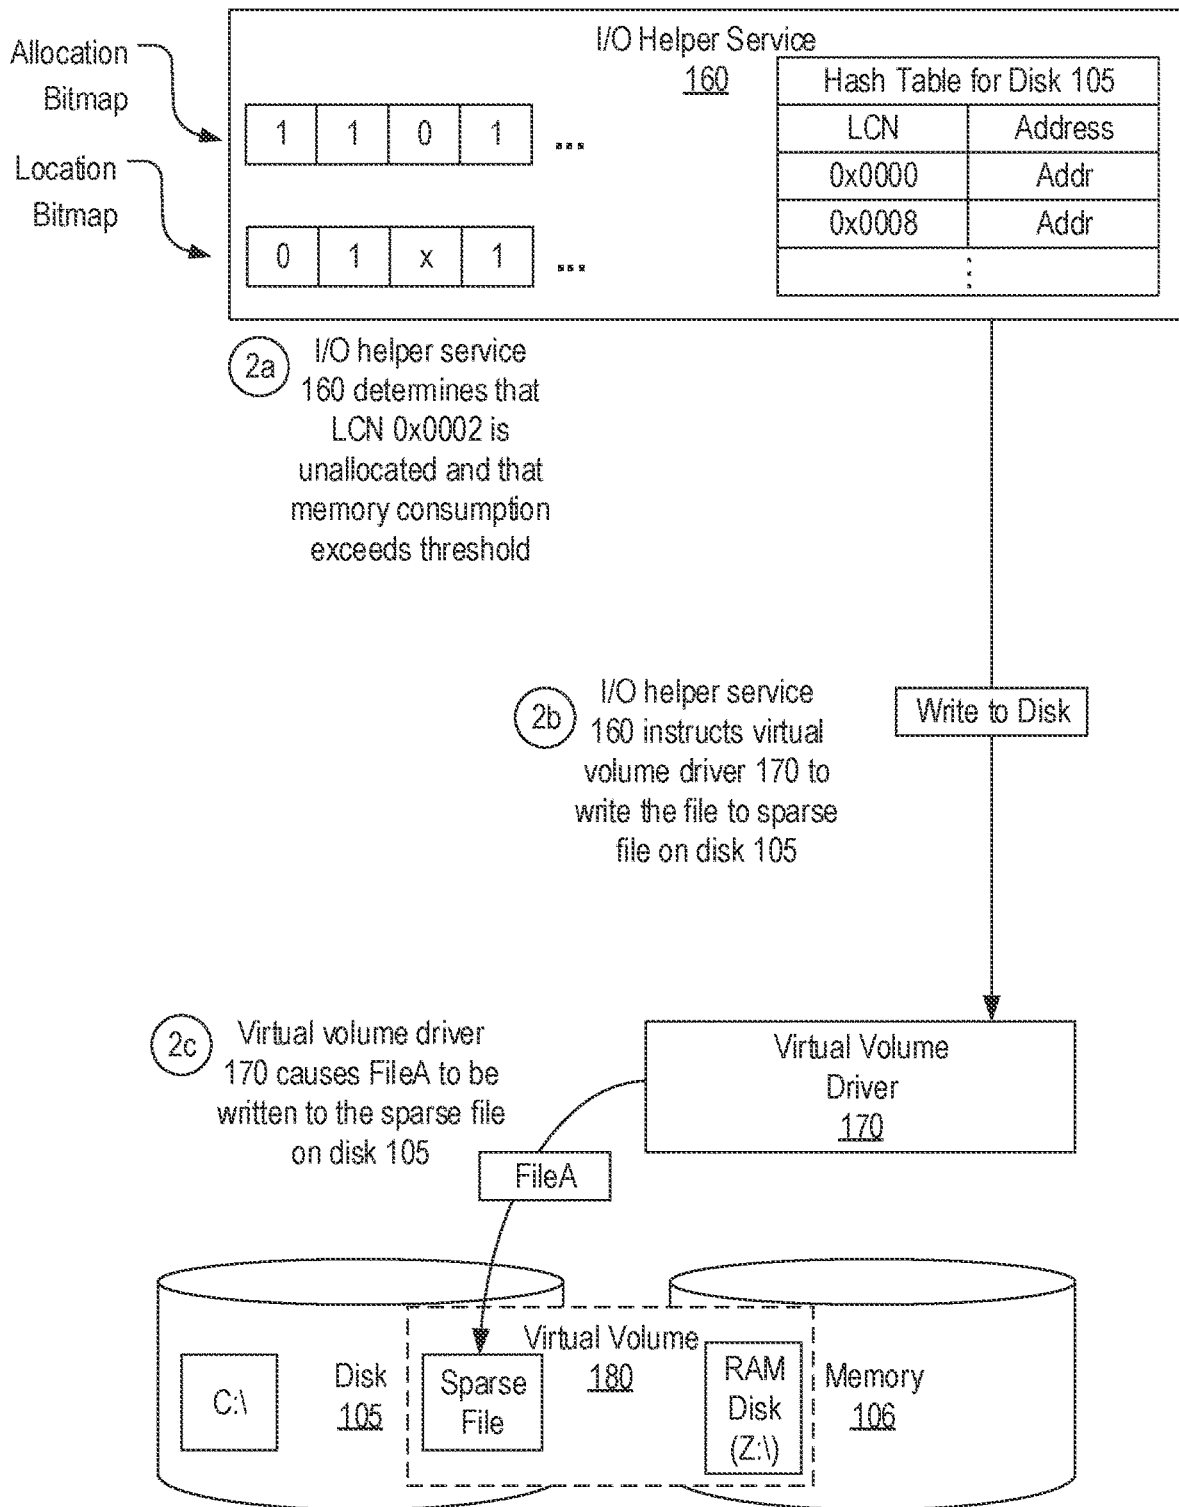 I/O Helper Service
160
Allocation
Bitmap
1 1 0 1 ...
Location
Bitmap
0 1 x 1 ...
Hash Table for Disk 105
LCN Address
0x0000 Addr
0x0008 Addr
⋮
2a
I/O helper service
160 determines that
LCN 0x0002 is
unallocated and that
memory consumption
exceeds threshold
2b
I/O helper service
160 instructs virtual
volume driver 170 to
write the file to sparse
file on disk 105
Write to Disk
2c
Virtual volume driver
170 causes FileA to be
written to the sparse file
on disk 105
Virtual Volume
Driver
170
FileA
C:\
Disk
105
Sparse
File
Virtual Volume
180
RAM
Disk
(Z:\)
Memory
106